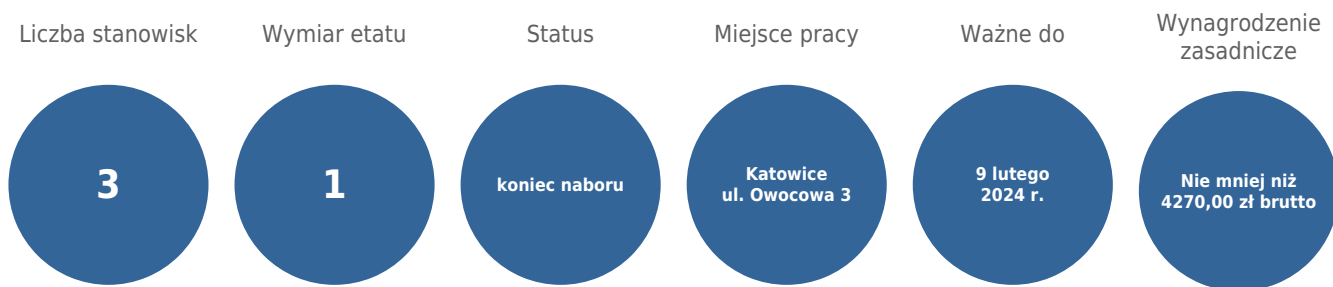 Liczba stanowisk
3
Wymiar etatu
1
Status
koniec naboru
Miejsce pracy
Katowice
ul. Owocowa 3
Ważne do
9 lutego
2024 r.
Wynagrodzenie
zasadnicze
Nie mniej niż
4270,00 zł brutto